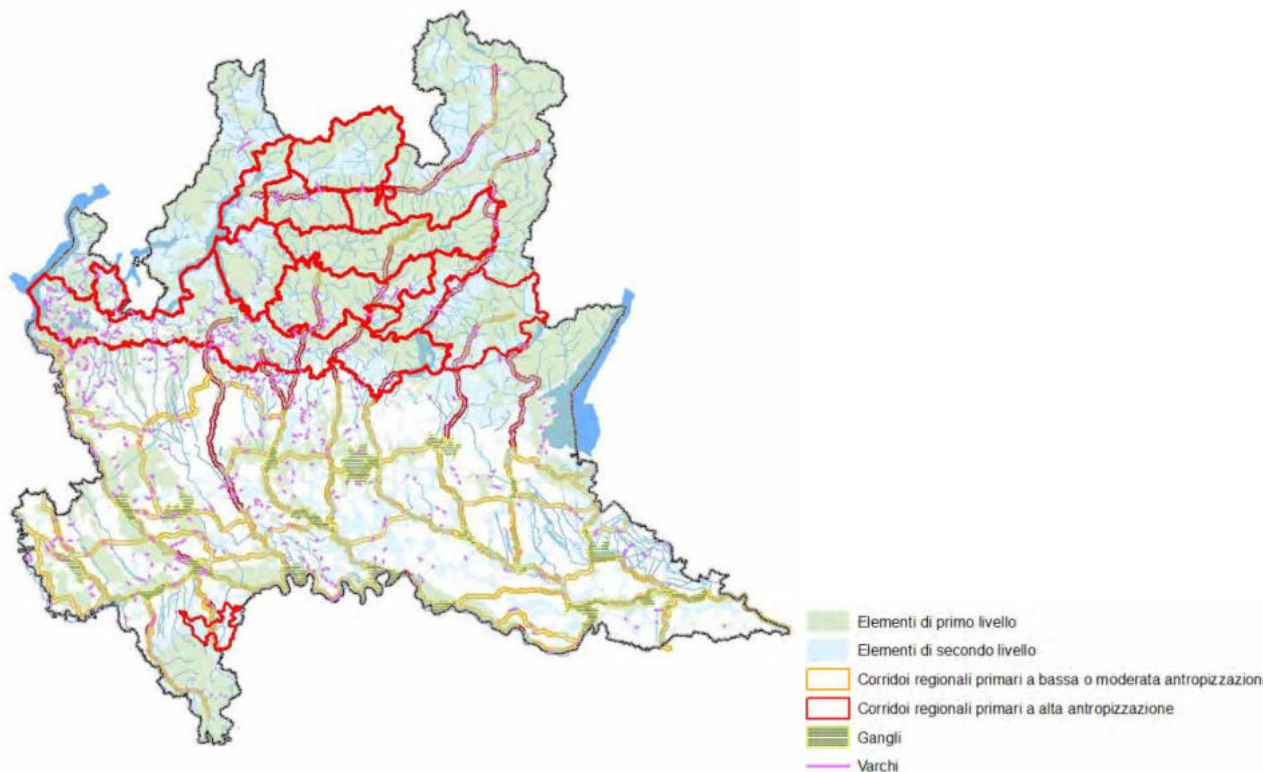 Elementi di primo livello
Elementi di secondo livello
Corridoi regionali primari a bassa o moderata antropizzazione
Corridoi regionali primari a alta antropizzazione
Gangli
Varchi